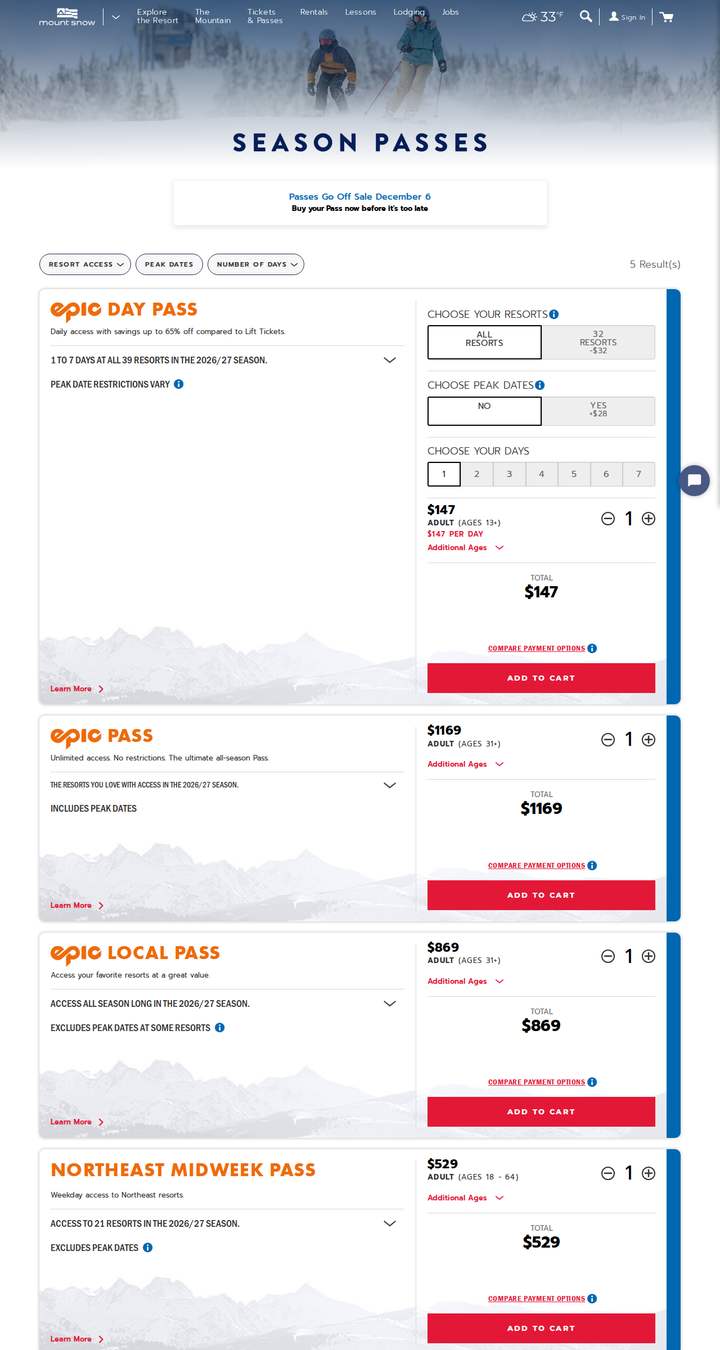 mount snow
Explore
the Resort
The
Mountain
Tickets
& Passes
Rentals
Lessons
Lodging
Jobs
33°F
Sign In
SEASON PASSES
Passes Go Off Sale December 6
Buy your Pass now before it's too late
RESORT ACCESS
PEAK DATES
NUMBER OF DAYS
5 Result(s)
epic DAY PASS
Daily access with savings up to 65% off compared to Lift Tickets.
1 TO 7 DAYS AT ALL 39 RESORTS IN THE 2026/27 SEASON.
PEAK DATE RESTRICTIONS VARY
Learn More
CHOOSE YOUR RESORTS
ALL
RESORTS
32
RESORTS
-$32
CHOOSE PEAK DATES
NO
YES
+$28
CHOOSE YOUR DAYS
1 2 3 4 5 6 7
$147
ADULT (AGES 13+)
1
$147 PER DAY
Additional Ages
TOTAL
$147
COMPARE PAYMENT OPTIONS
ADD TO CART
epic PASS
Unlimited access. No restrictions. The ultimate all-season Pass.
THE RESORTS YOU LOVE WITH ACCESS IN THE 2026/27 SEASON.
INCLUDES PEAK DATES
Learn More
$1169
ADULT (AGES 31+)
1
Additional Ages
TOTAL
$1169
COMPARE PAYMENT OPTIONS
ADD TO CART
epic LOCAL PASS
Access your favorite resorts at a great value.
ACCESS ALL SEASON LONG IN THE 2026/27 SEASON.
EXCLUDES PEAK DATES AT SOME RESORTS
Learn More
$869
ADULT (AGES 31+)
1
Additional Ages
TOTAL
$869
COMPARE PAYMENT OPTIONS
ADD TO CART
NORTHEAST MIDWEEK PASS
Weekday access to Northeast resorts.
ACCESS TO 21 RESORTS IN THE 2026/27 SEASON.
EXCLUDES PEAK DATES
Learn More
$529
ADULT (AGES 18 - 64)
1
Additional Ages
TOTAL
$529
COMPARE PAYMENT OPTIONS
ADD TO CART